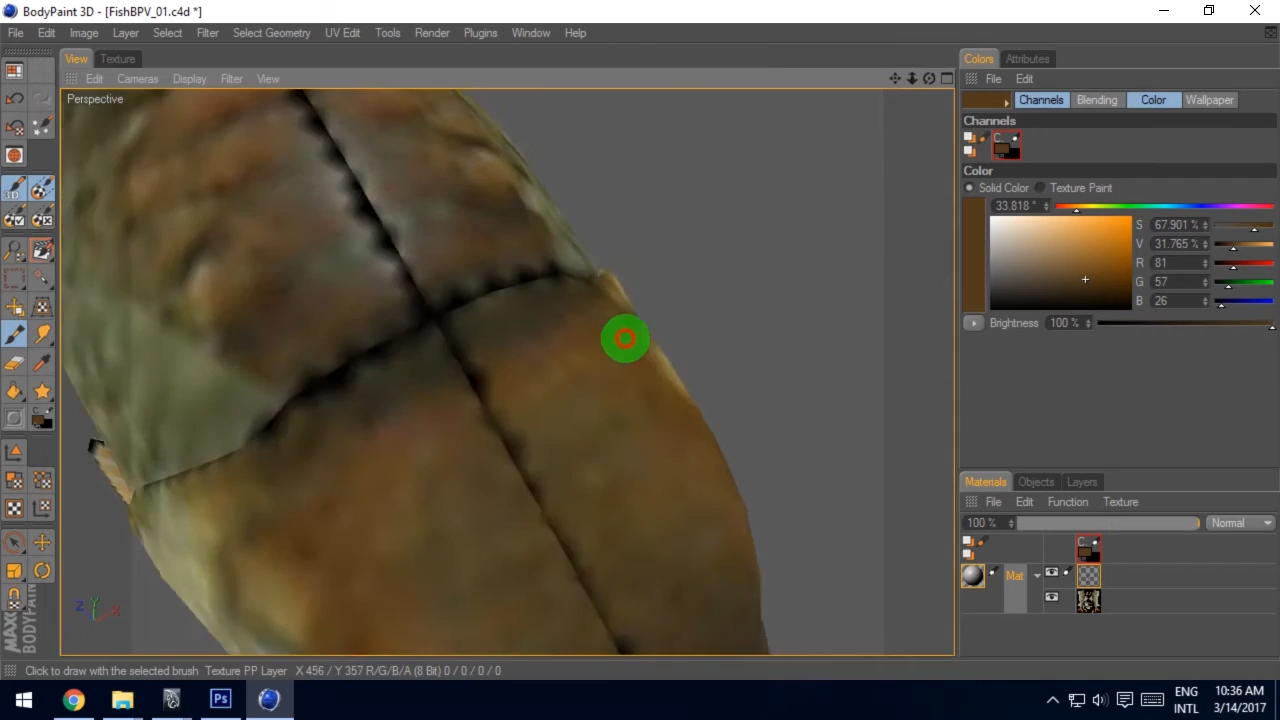 BodyPaint 3D - [FishBPV_01.c4d *]
File Edit Image Layer Select Filter Select Geometry UV Edit Tools Render Plugins Window Help
View Texture
Edit Cameras Display Filter View
Perspective
Colors Attributes
File Edit
Channels Blending Color Wallpaper
Channels
C..
Color
Solid Color Texture Paint
33.818 °
S 67.901 %
V 31.765 %
R 81
G 57
B 26
Brightness 100 %
3D
Materials Objects Layers
File Edit Function Texture
100 % Normal
C..
Mat
Z Y X
MAXON
BODYPAINT
Click to draw with the selected brush Texture PP Layer X 456 / Y 357 R/G/B/A (8 Bit) 0 / 0 / 0 / 0
Ps
ENG
INTL
10:36 AM
3/14/2017